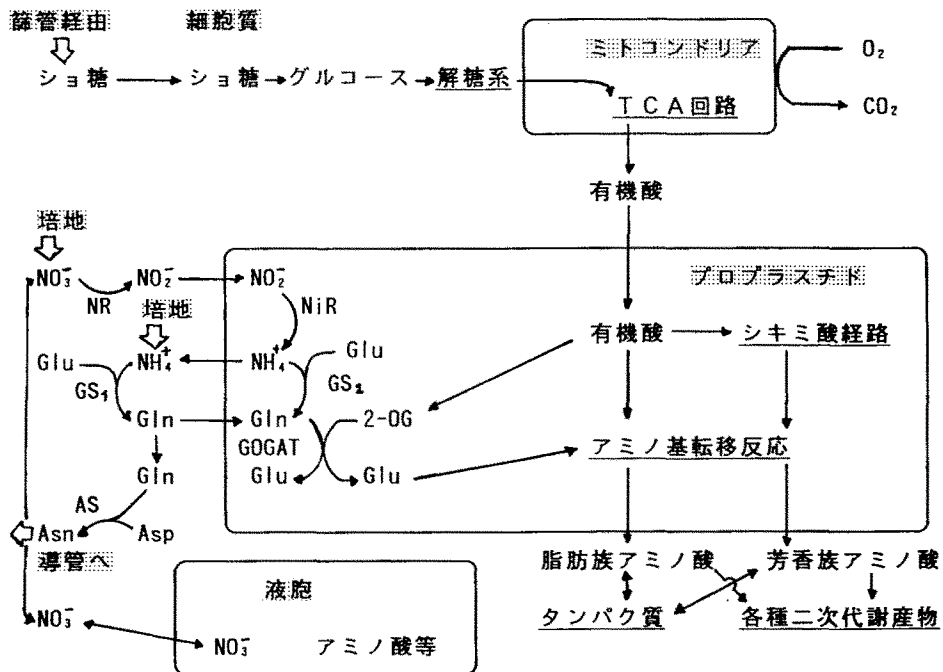 篩管経由 細胞質
ショ糖 ショ糖 グルコース 解糖系
ミトコンドリア
TCA回路
O₂
CO₂
有機酸
培地
NO₃⁻ NO₂⁻ NO₂⁻
プロプラスチド
NR 培地 NiR
有機酸 シキミ酸経路
Glu NH₄⁺ NH₄⁺ Glu
GS₁ GS₂
Gln Gln 2-OG
GOGAT アミノ基転移反応
Gln Glu Glu
AS
Asn Asp
導管へ
脂肪族アミノ酸 芳香族アミノ酸
液胞
NO₃⁻
タンパク質 各種二次代謝産物
NO₃⁻ アミノ酸等